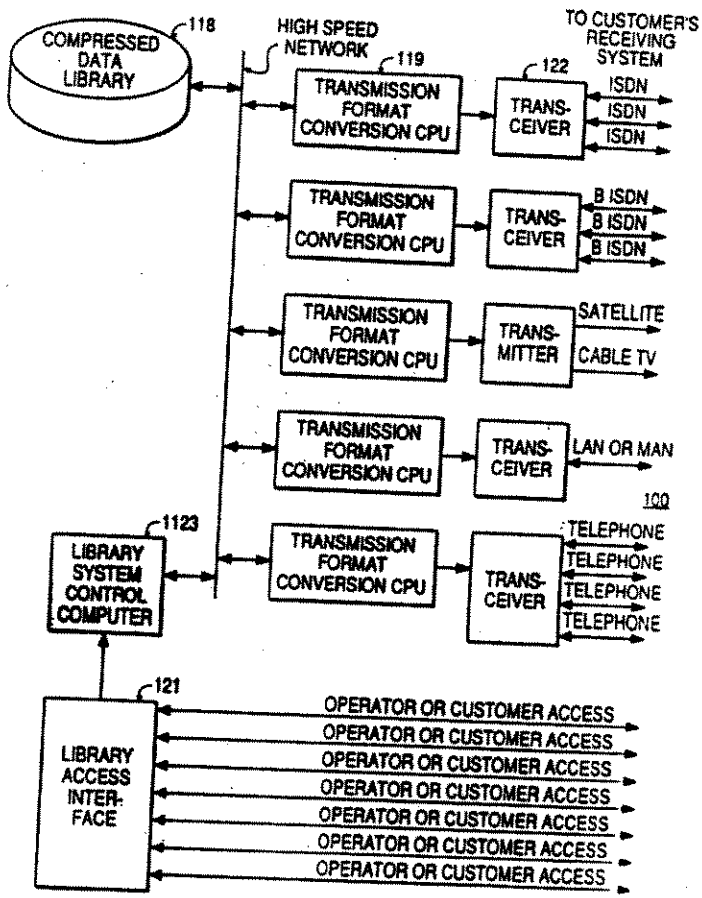 COMPRESSED
DATA
LIBRARY
118
HIGH SPEED
NETWORK
TO CUSTOMER'S
RECEIVING
SYSTEM
119
TRANSMISSION
FORMAT
CONVERSION CPU
122
TRANS-
CEIVER
ISDN
ISDN
ISDN
TRANSMISSION
FORMAT
CONVERSION CPU
TRANS-
CEIVER
B ISDN
B ISDN
B ISDN
TRANSMISSION
FORMAT
CONVERSION CPU
TRANS-
MITTER
SATELLITE
CABLE TV
TRANSMISSION
FORMAT
CONVERSION CPU
TRANS-
CEIVER
LAN OR MAN
100
TRANSMISSION
FORMAT
CONVERSION CPU
TRANS-
CEIVER
TELEPHONE
TELEPHONE
TELEPHONE
TELEPHONE
1123
LIBRARY
SYSTEM
CONTROL
COMPUTER
121
LIBRARY
ACCESS
INTER-
FACE
OPERATOR OR CUSTOMER ACCESS
OPERATOR OR CUSTOMER ACCESS
OPERATOR OR CUSTOMER ACCESS
OPERATOR OR CUSTOMER ACCESS
OPERATOR OR CUSTOMER ACCESS
OPERATOR OR CUSTOMER ACCESS
OPERATOR OR CUSTOMER ACCESS